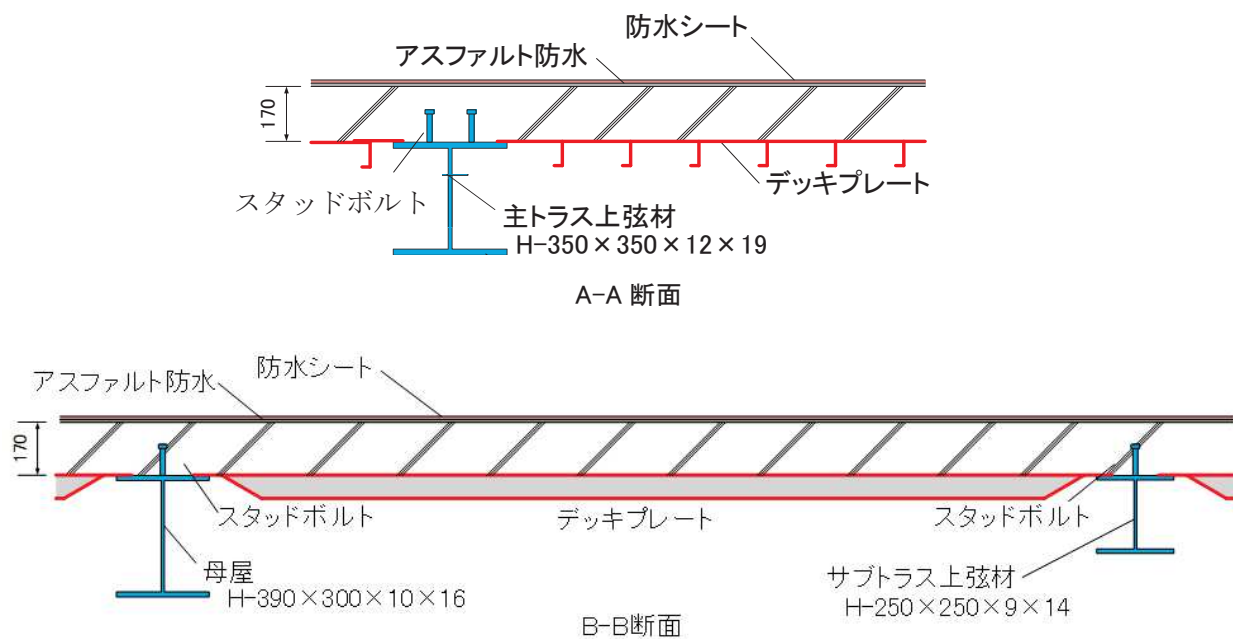 防水シート
アスファルト防水
170
スタッドボルト
デッキプレート
主トラス上弦材
H-350×350×12×19
A-A 断面
防水シート
アスファルト防水
170
スタッドボルト
デッキプレート
スタッドボルト
母屋
H-390×300×10×16
サブトラス上弦材
H-250×250×9×14
B-B断面